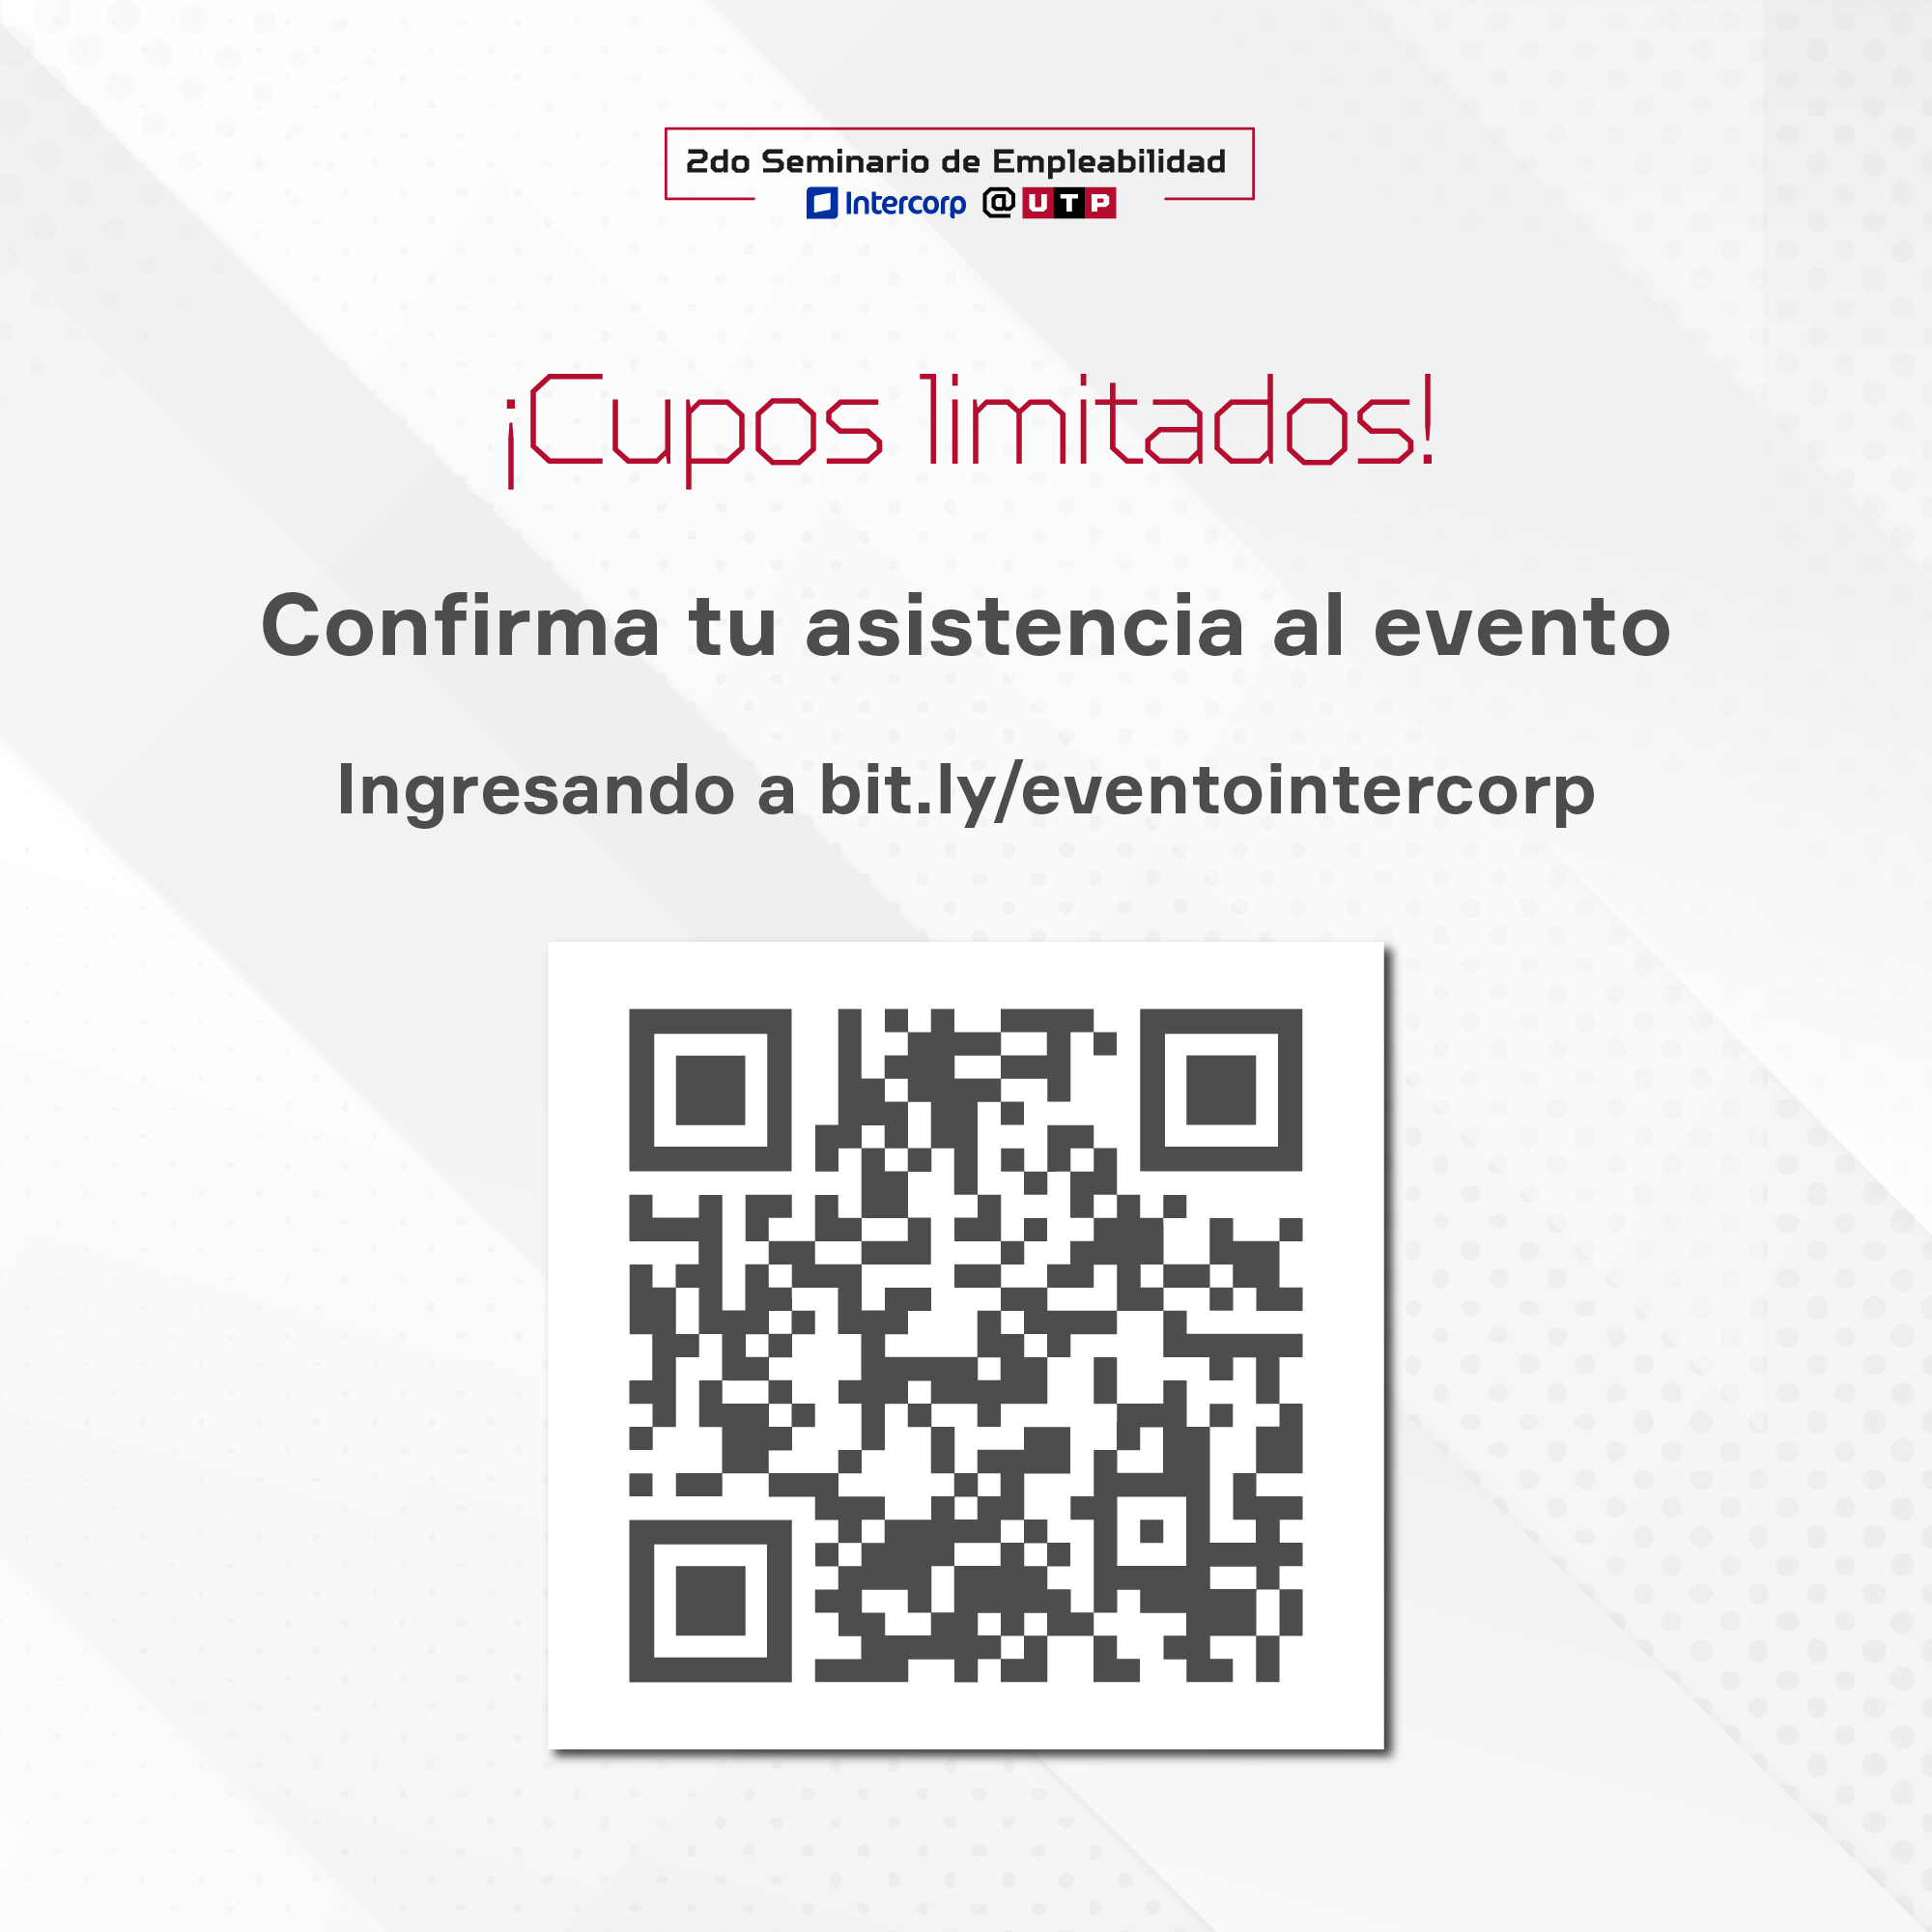 2do Seminario de Empleabilidad
Intercorp @ UTP
¡Cupos limitados!
Confirma tu asistencia al evento
Ingresando a bit.ly/eventointercorp